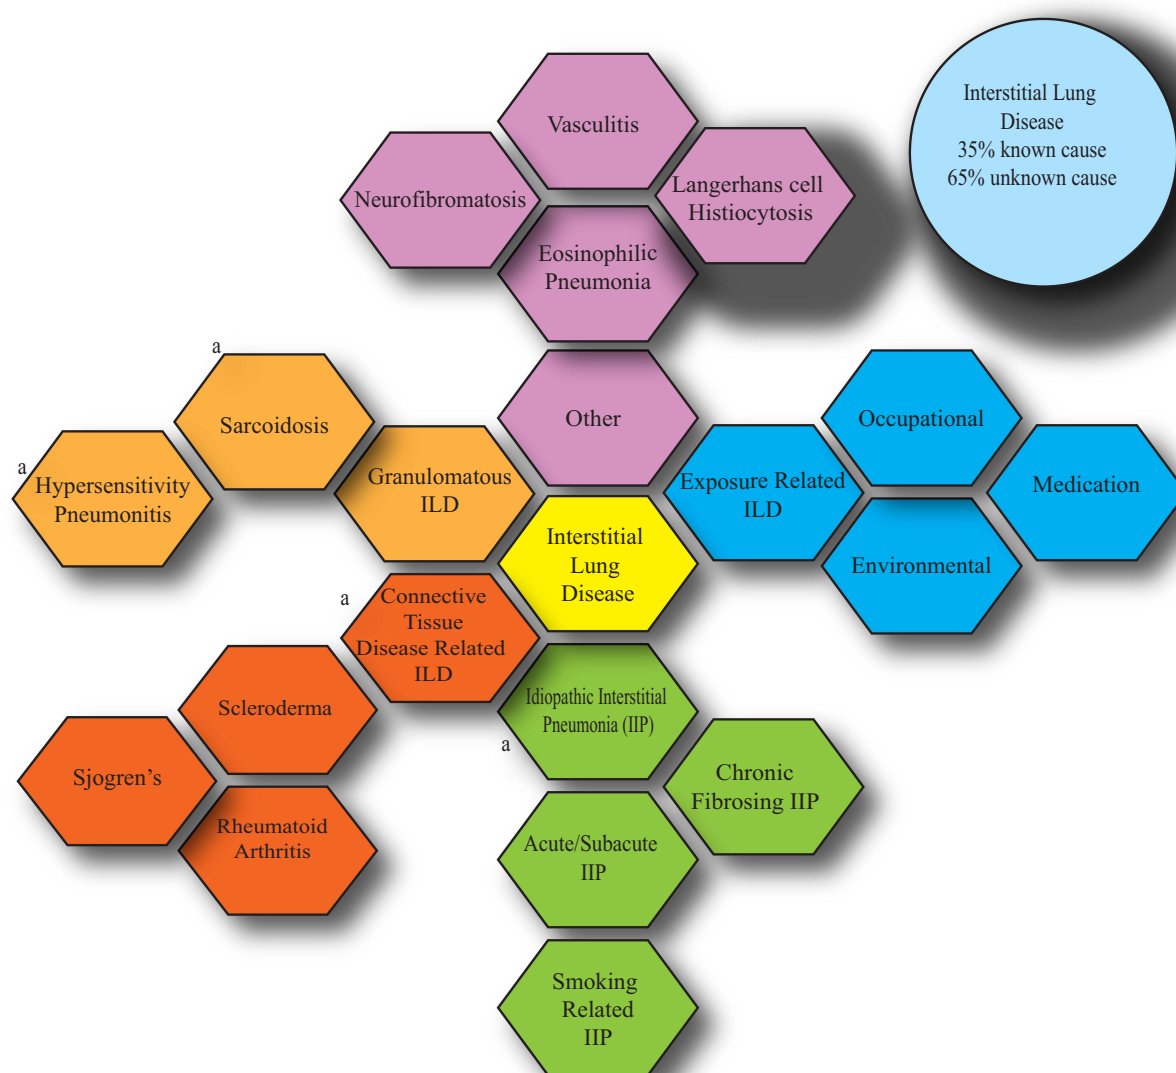 Interstitial Lung
Disease
35% known cause
65% unknown cause
Vasculitis
Neurofibromatosis
Langerhans cell
Histiocytosis
Eosinophilic
Pneumonia
a
Sarcoidosis
a
Hypersensitivity
Pneumonitis
Granulomatous
ILD
Other
Occupational
Exposure Related
ILD
Medication
Environmental
Interstitial
Lung
Disease
a
Connective
Tissue
Disease Related
ILD
Scleroderma
Sjogren’s
Rheumatoid
Arthritis
Idiopathic Interstitial
Pneumonia (IIP)
a
Chronic
Fibrosing IIP
Acute/Subacute
IIP
Smoking
Related
IIP